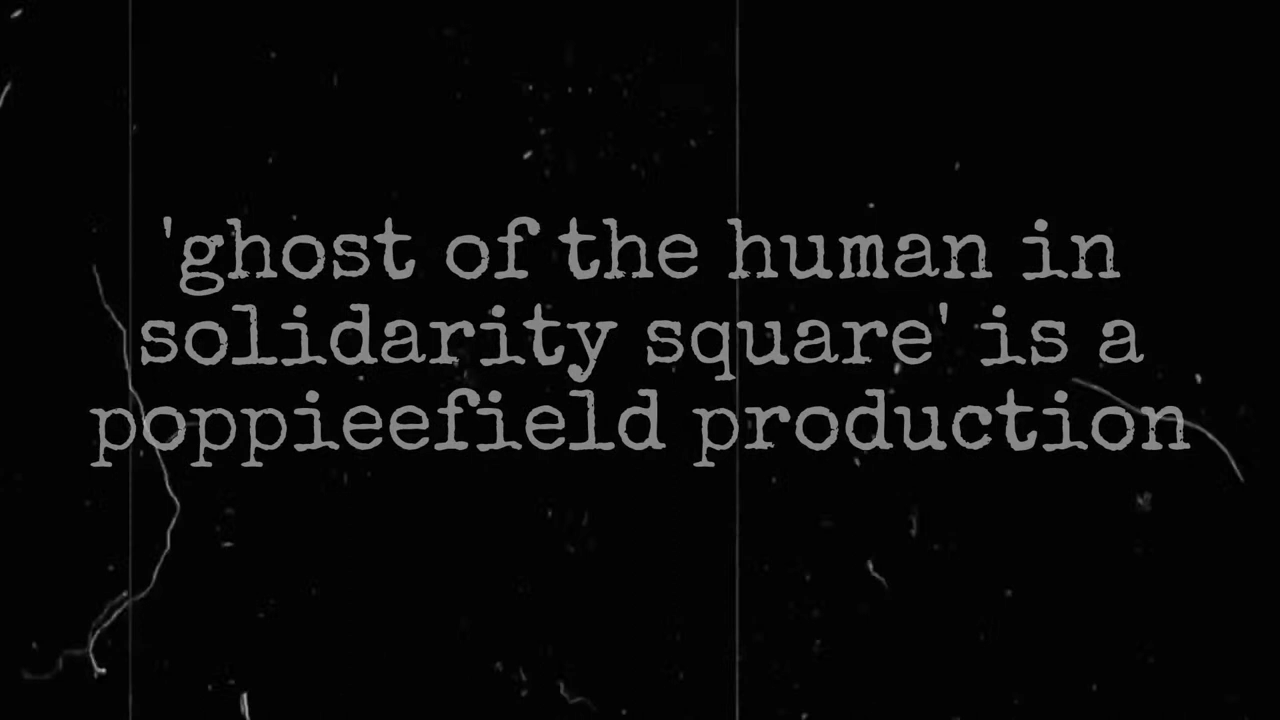 'ghost of the human in
solidarity square' is a
poppieefield production